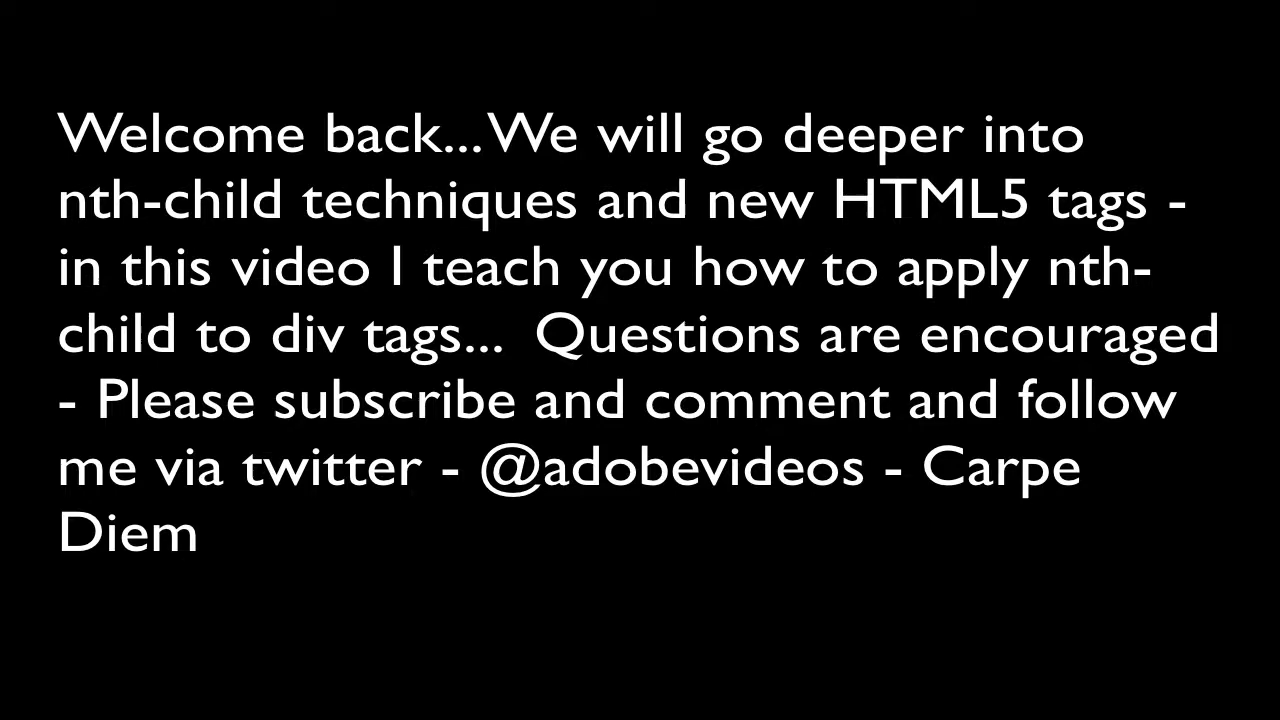 Welcome back... We will go deeper into
nth-child techniques and new HTML5 tags -
in this video I teach you how to apply nth-
child to div tags...  Questions are encouraged
- Please subscribe and comment and follow
me via twitter - @adobevideos - Carpe
Diem